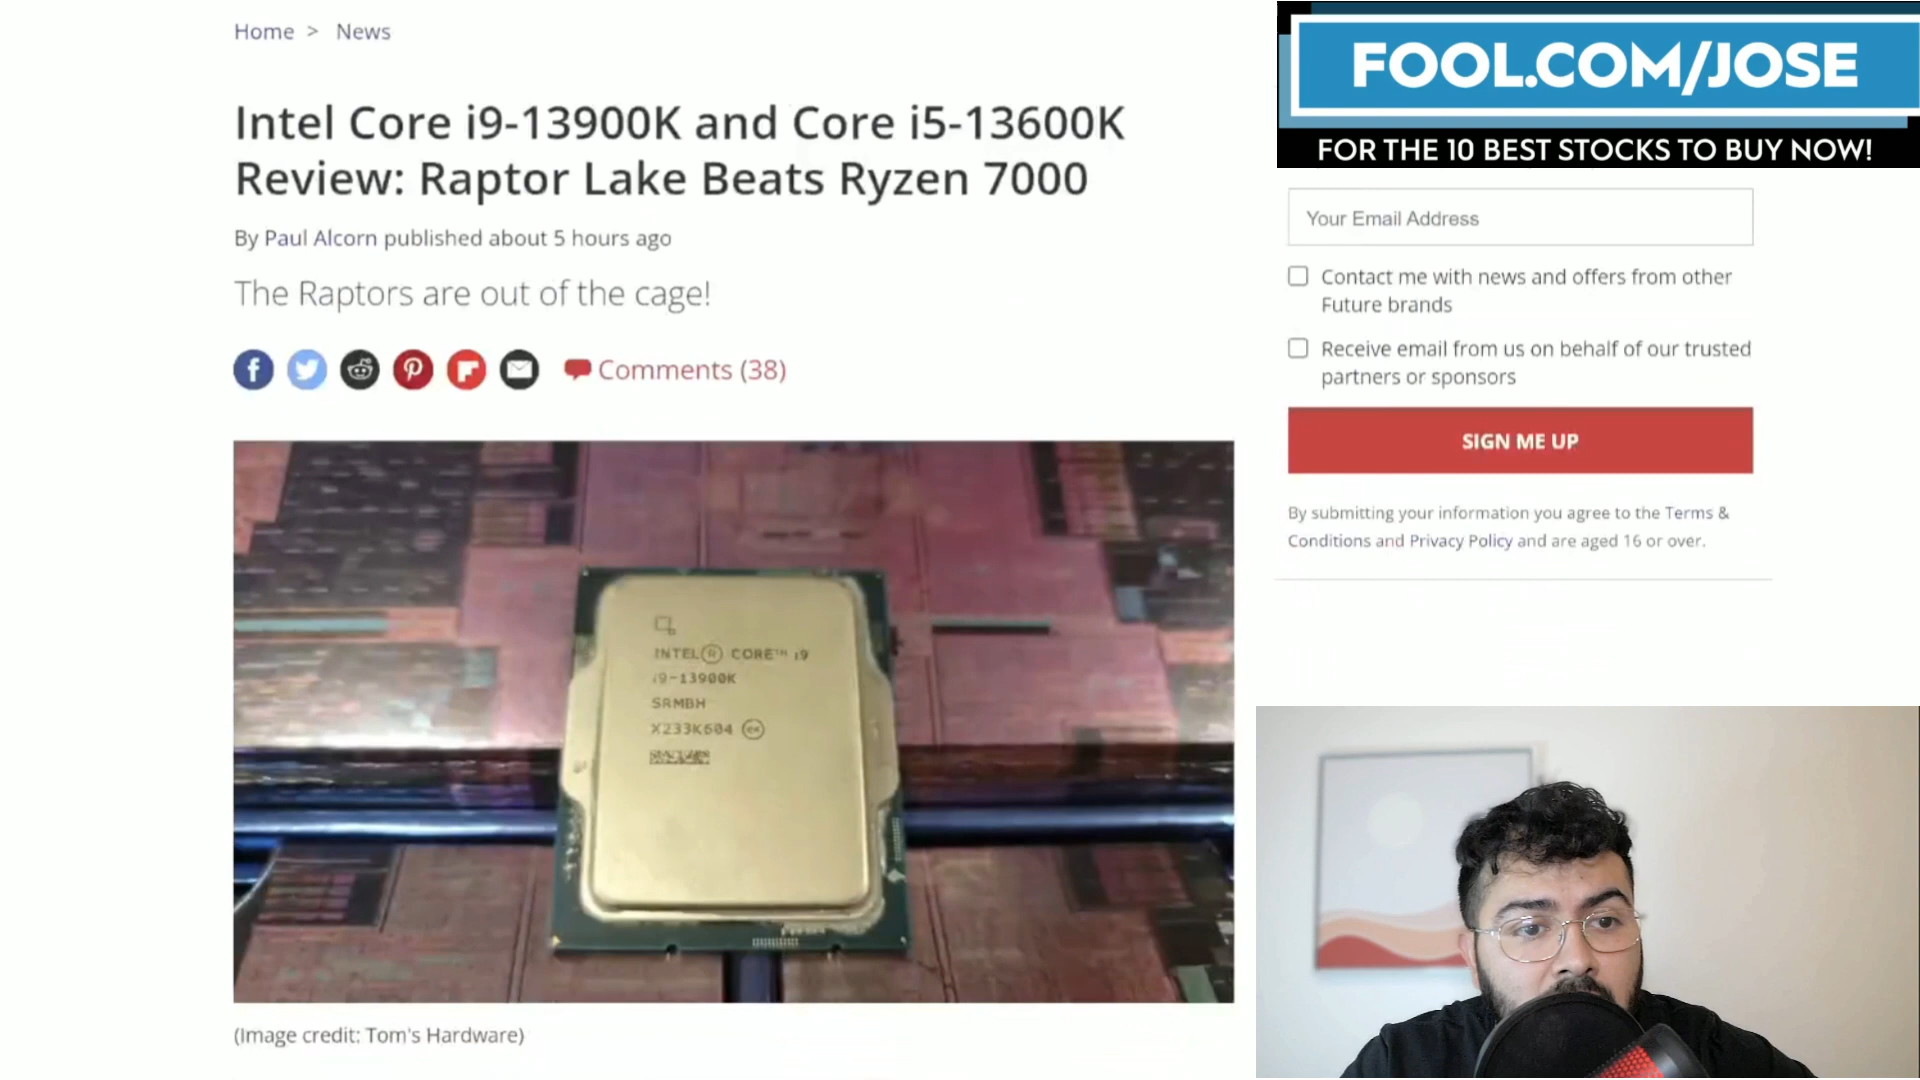 Home > News
Intel Core i9-13900K and Core i5-13600K
Review: Raptor Lake Beats Ryzen 7000
By Paul Alcorn published about 5 hours ago
The Raptors are out of the cage!
Comments (38)
INTEL® CORE™ i9
i9-13900K
SRMBH
X233K604
(Image credit: Tom's Hardware)
FOOL.COM/JOSE
FOR THE 10 BEST STOCKS TO BUY NOW!
Your Email Address
Contact me with news and offers from other
Future brands
Receive email from us on behalf of our trusted
partners or sponsors
SIGN ME UP
By submitting your information you agree to the Terms &
Conditions and Privacy Policy and are aged 16 or over.